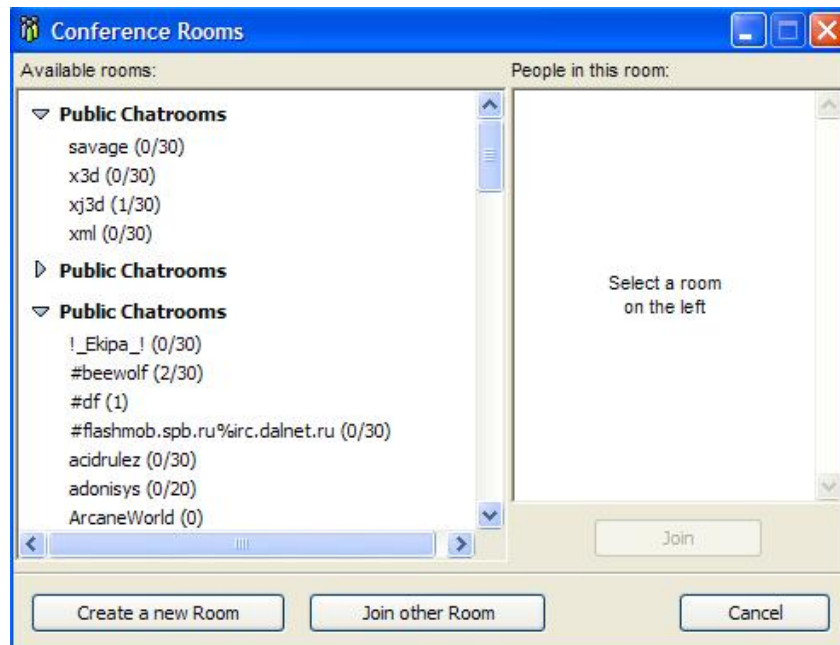 Conference Rooms
Available rooms:
People in this room:
Public Chatrooms
savage (0/30)
x3d (0/30)
xj3d (1/30)
xml (0/30)
Public Chatrooms
Public Chatrooms
!_Ekipa_! (0/30)
#beewolf (2/30)
#df (1)
#flashmob.spb.ru%irc.dalnet.ru (0/30)
acidrulez (0/30)
adonisys (0/20)
ArcaneWorld (0)
Select a room
on the left
Join
Create a new Room
Join other Room
Cancel